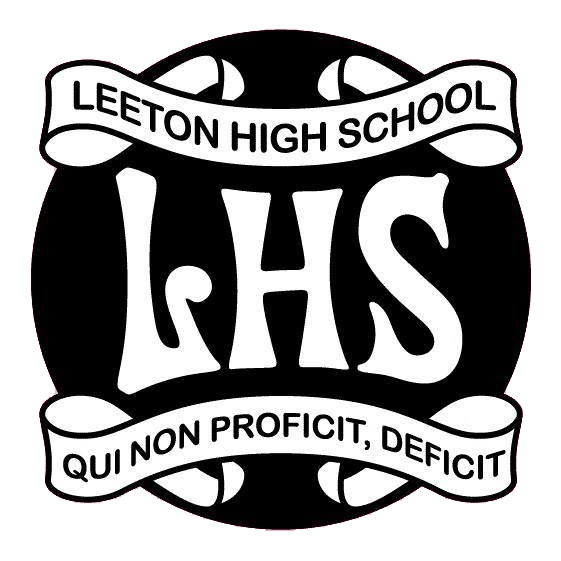 LEETON HIGH SCHOOL
LHS
QUI NON PROFICIT, DEFICIT